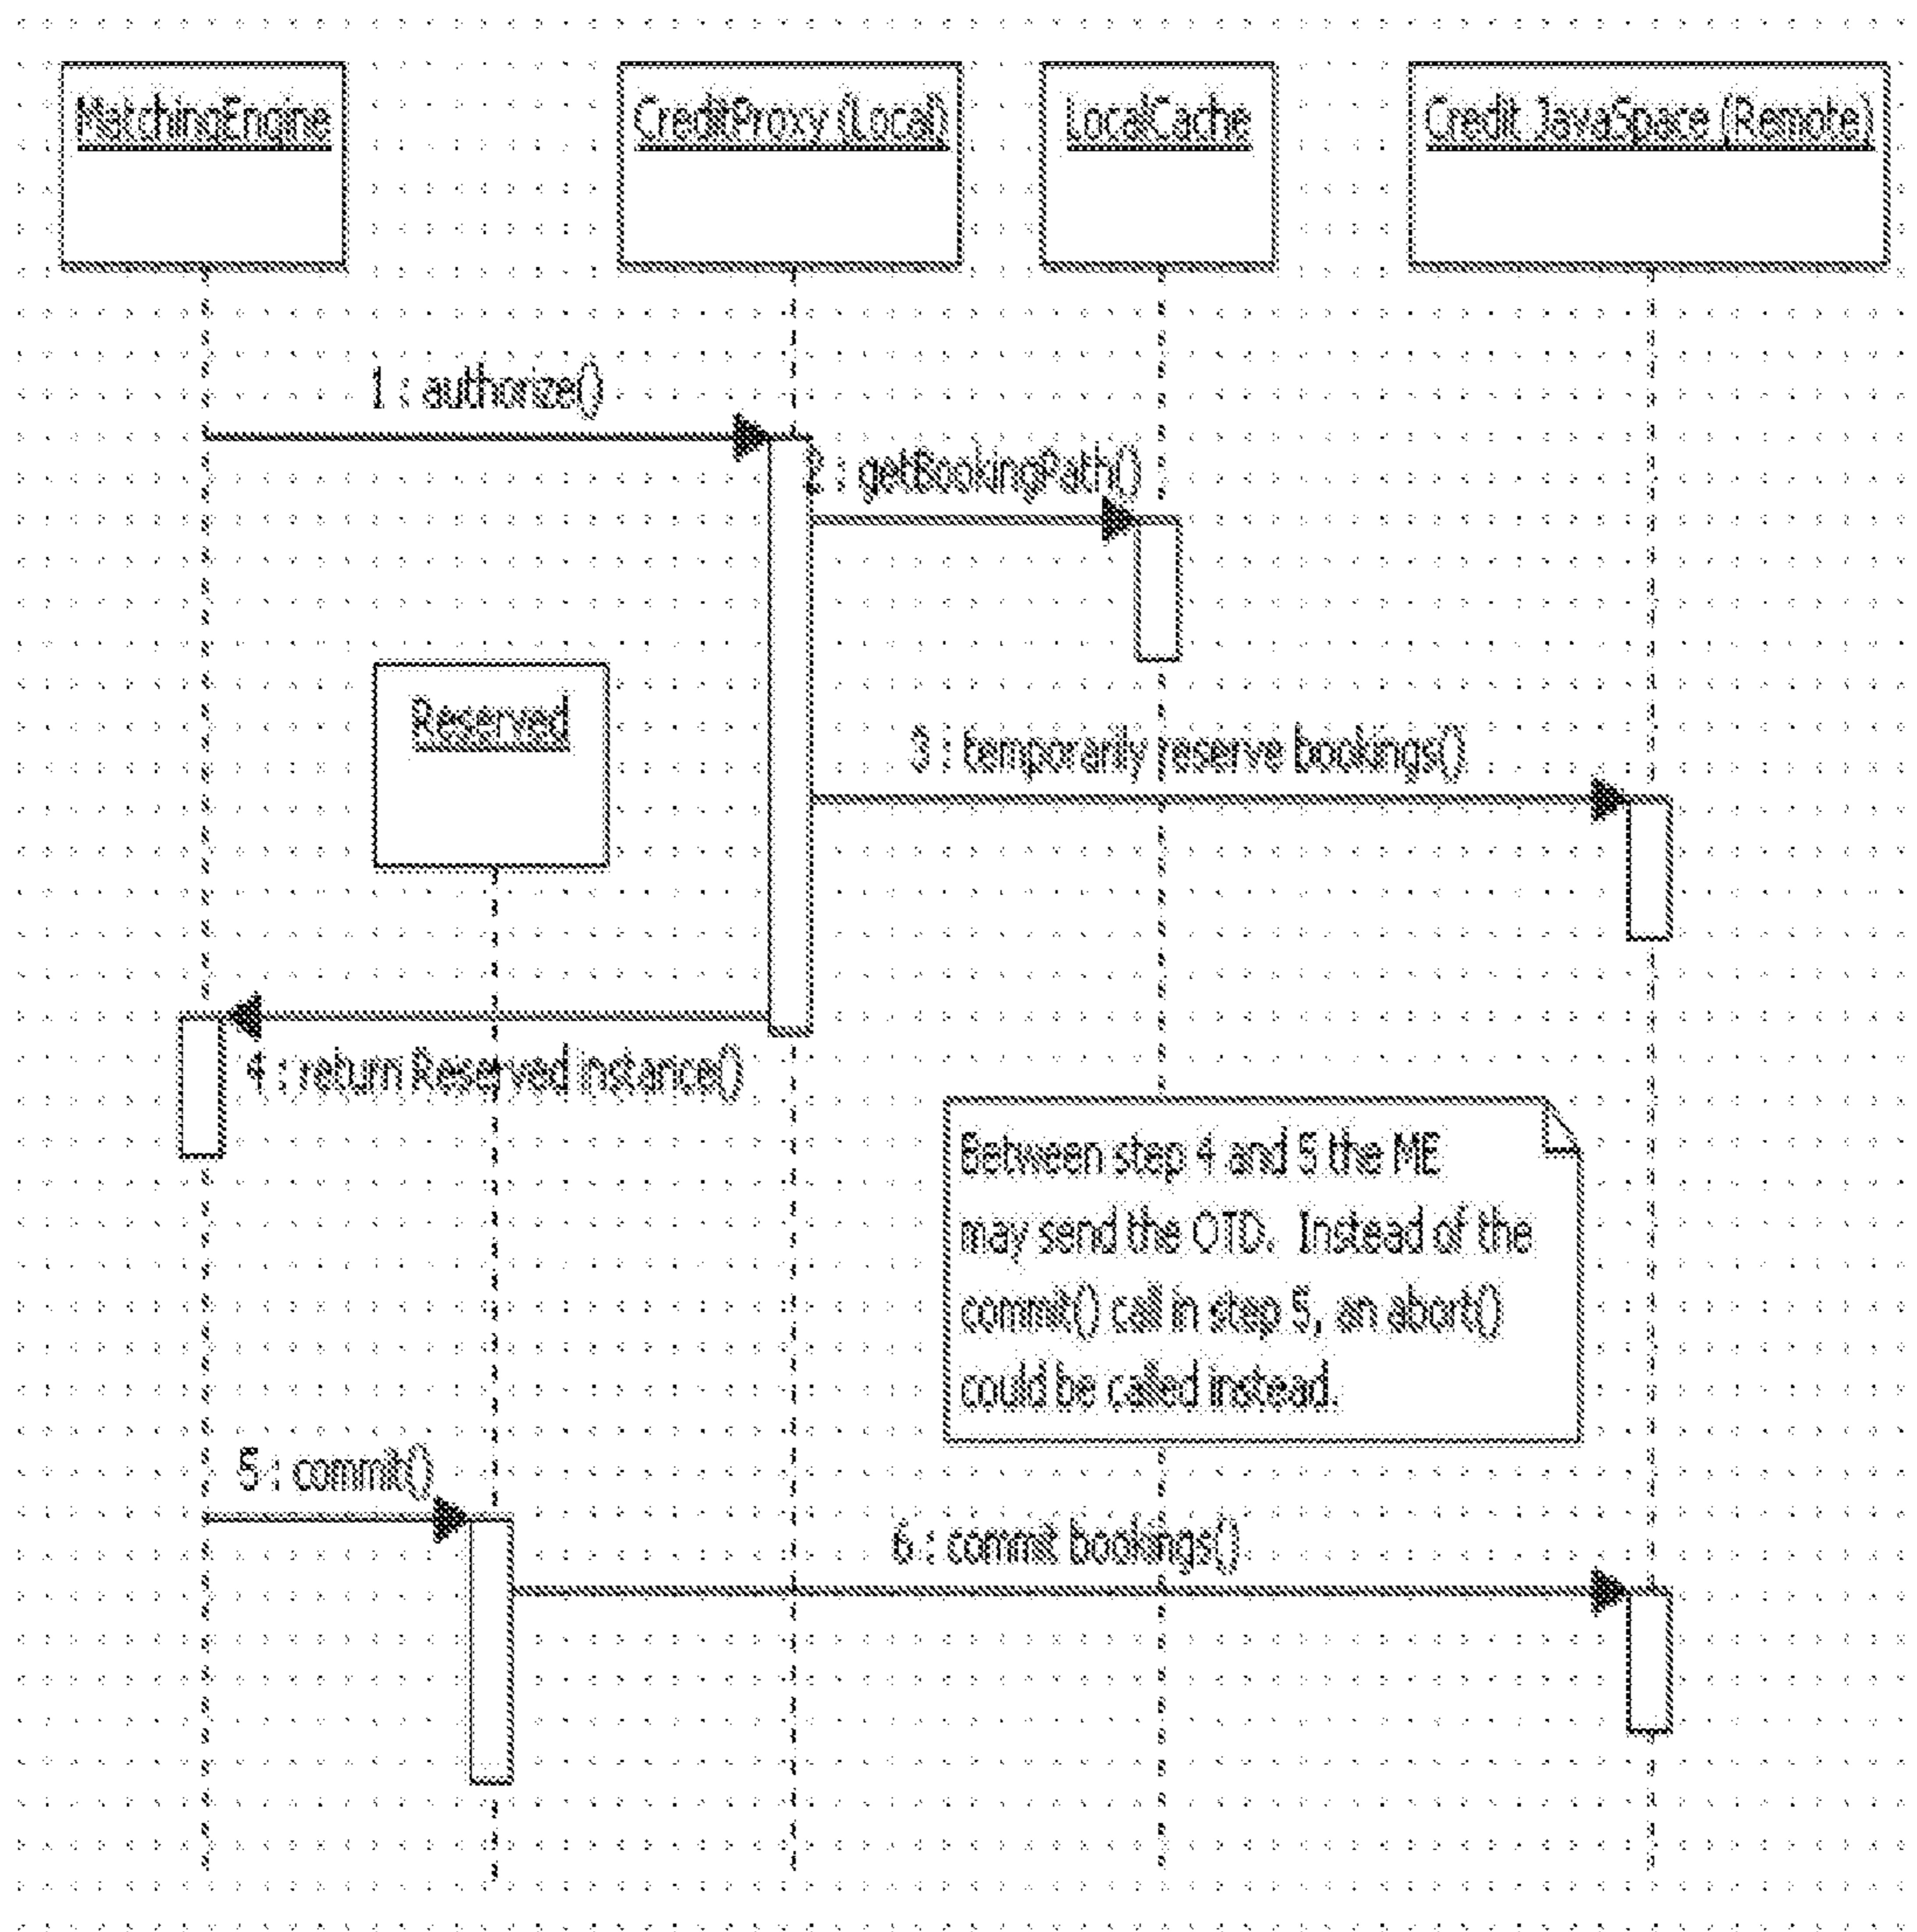 MatchingEngine
CreditProxy (Local)
LocalCache
Credit JavaSpace (Remote)
1 : authorize()
2 : getBookingPath()
Reserved
3 : temporarily reserve bookings()
4 : return Reserved instance()
Between step 4 and 5 the ME
may send the OTD. Instead of the
commit() call in step 5, an abort()
could be called instead.
5 : commit()
6 : commit bookings()